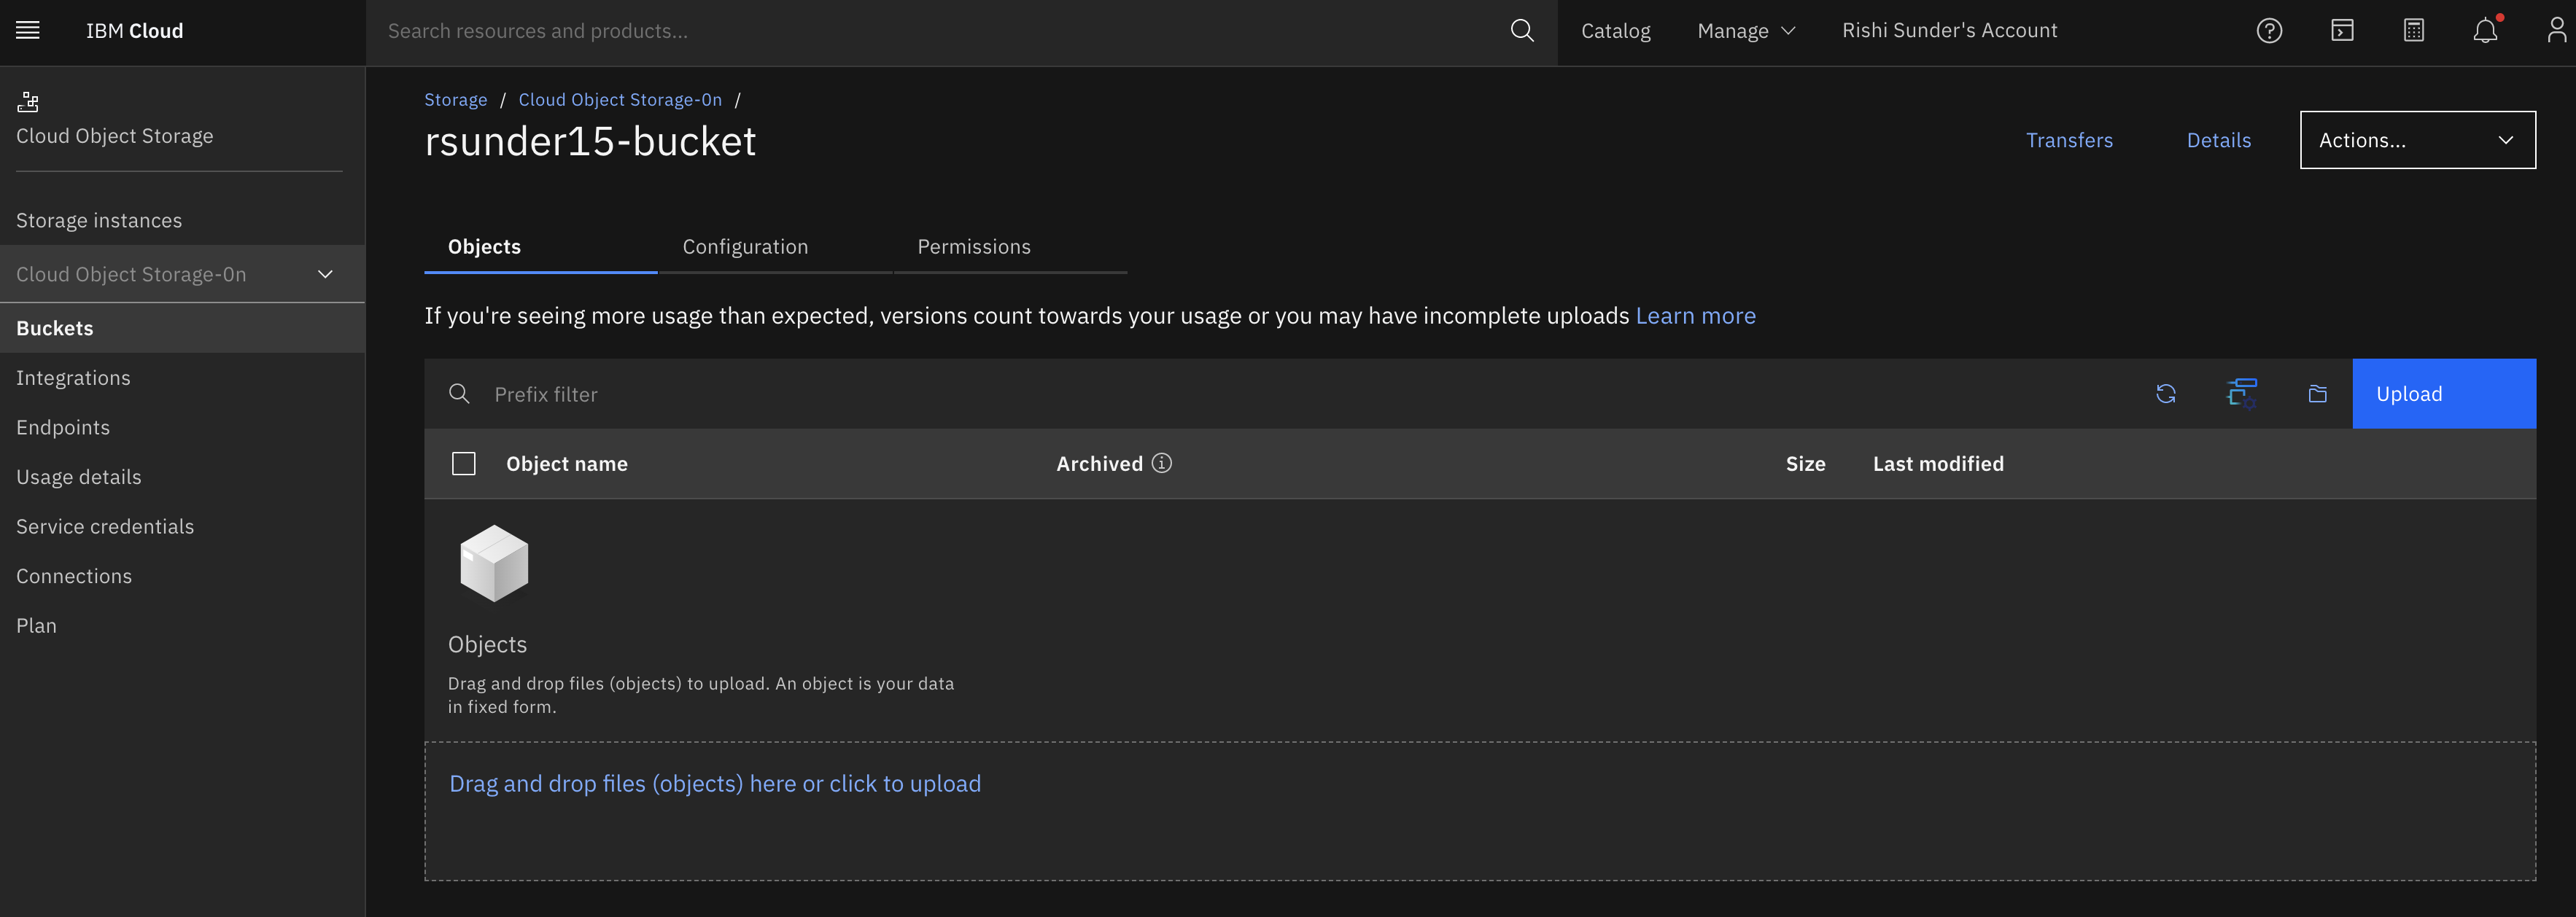 IBM Cloud
Search resources and products...
Catalog
Manage
Rishi Sunder's Account
Cloud Object Storage
Storage instances
Cloud Object Storage-0n
Buckets
Integrations
Endpoints
Usage details
Service credentials
Connections
Plan
Storage / Cloud Object Storage-0n /
rsunder15-bucket
Transfers
Details
Actions...
Objects
Configuration
Permissions
If you're seeing more usage than expected, versions count towards your usage or you may have incomplete uploads Learn more
Prefix filter
Upload
Object name
Archived
Size
Last modified
Objects
Drag and drop files (objects) to upload. An object is your data
in fixed form.
Drag and drop files (objects) here or click to upload